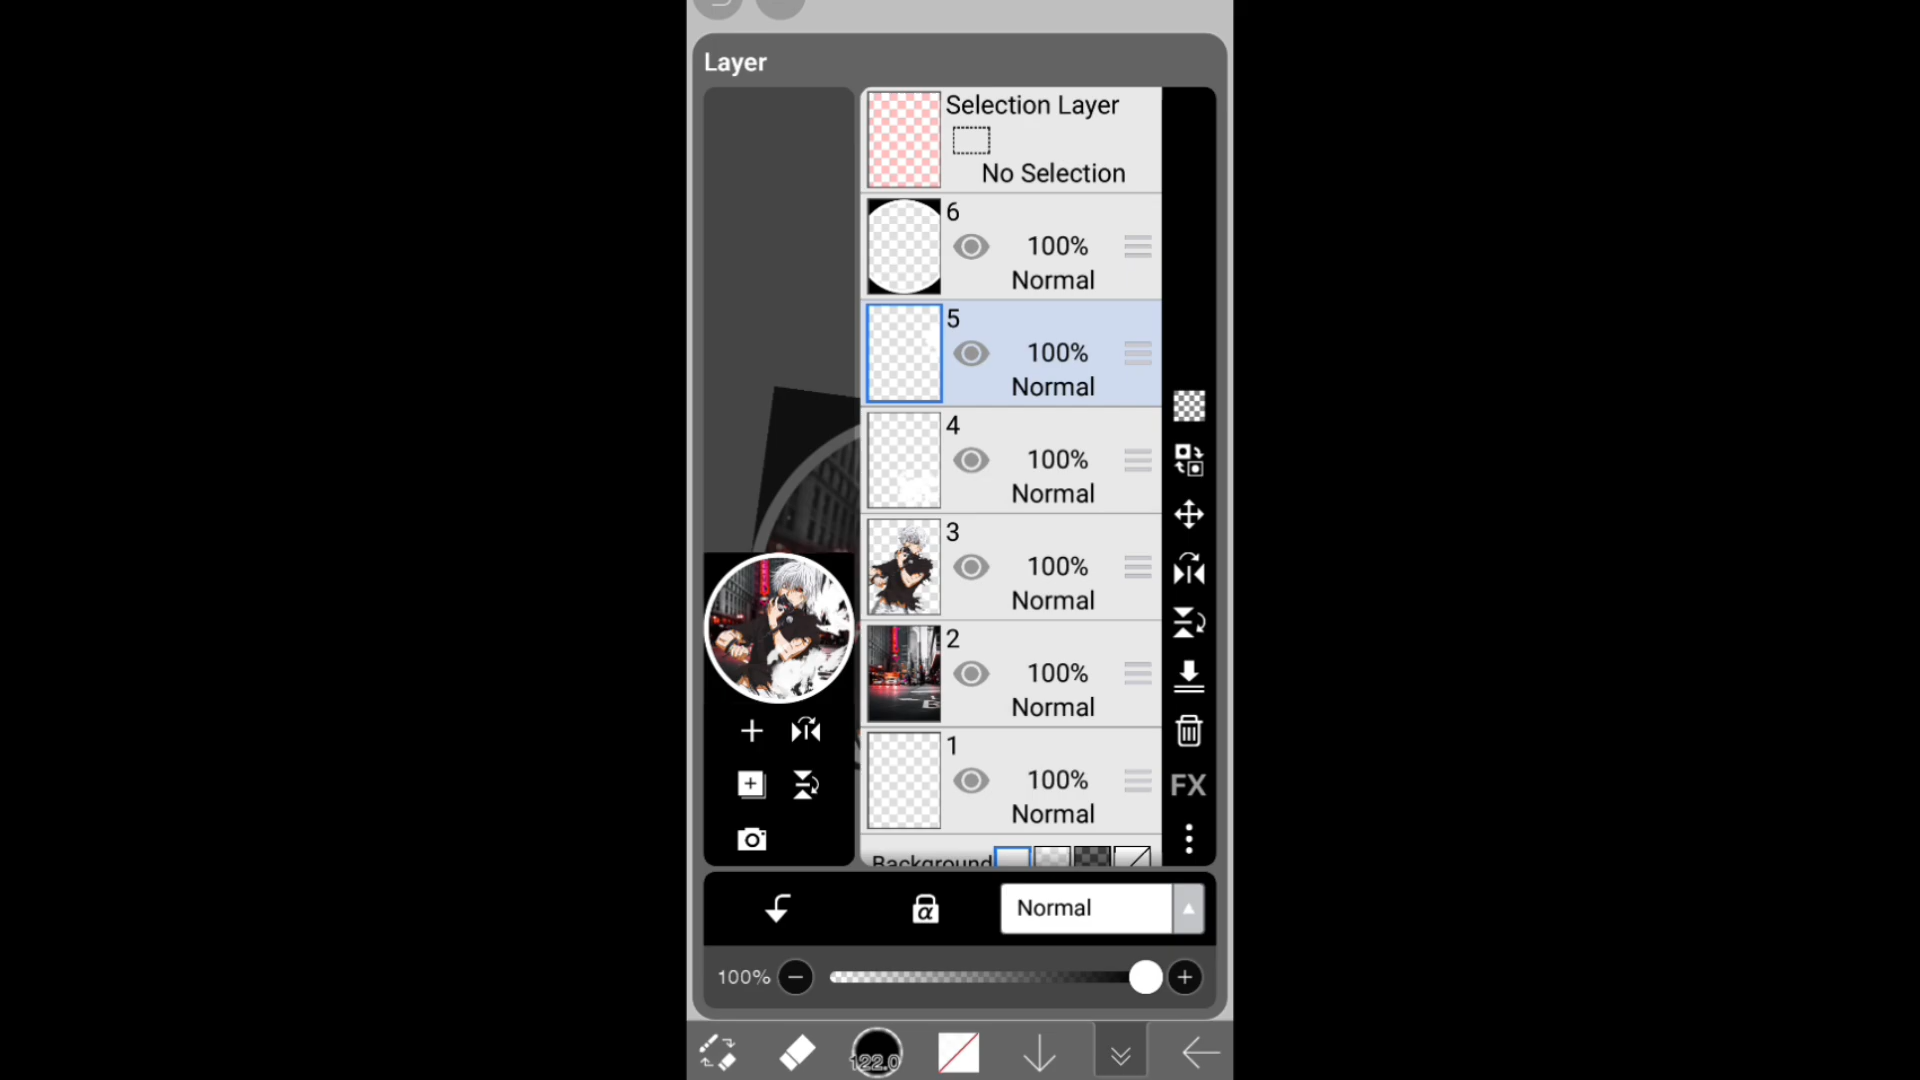 Layer
Selection Layer
No Selection
6
100%
Normal
5
100%
Normal
4
100%
Normal
3
100%
Normal
2
100%
Normal
1
100%
Normal
Background
FX
α
Normal
100%
122.0